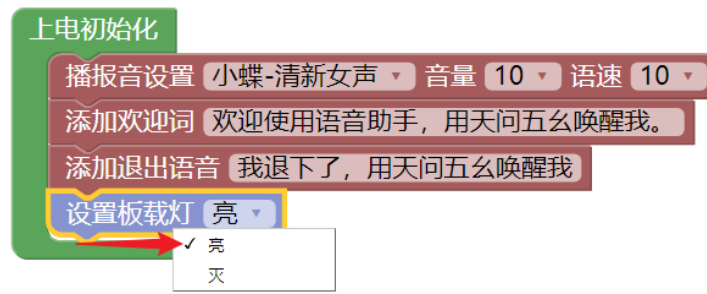 上电初始化
播报音设置 小蝶-清新女声 音量 10 语速 10
添加欢迎词 欢迎使用语音助手，用天问五幺唤醒我。
添加退出语音 我退下了，用天问五幺唤醒我
设置板载灯 亮
✓ 亮
灭